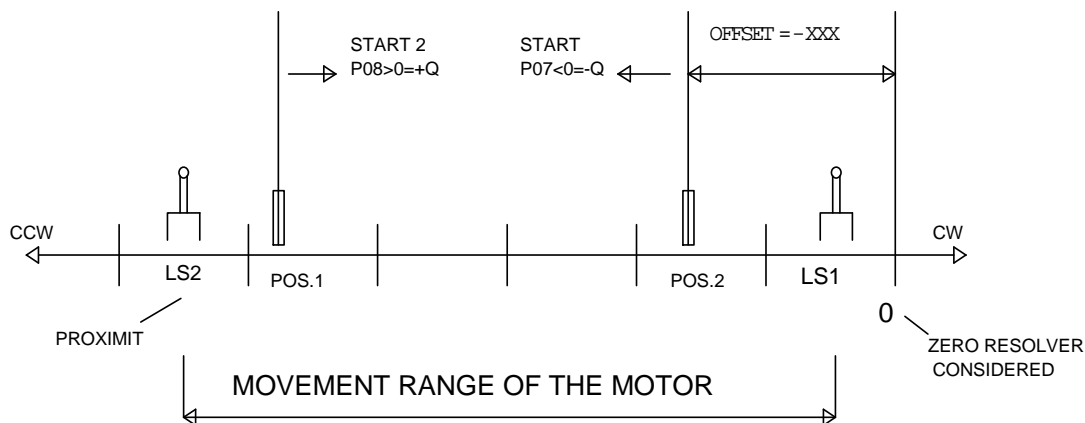 START 2
P08>0=+Q
START
P07<0=-Q
OFFSET =-XXX
CCW
CW
LS2
POS.1
POS.2
LS1
0
PROXIMIT
ZERO RESOLVER
CONSIDERED
MOVEMENT RANGE OF THE MOTOR